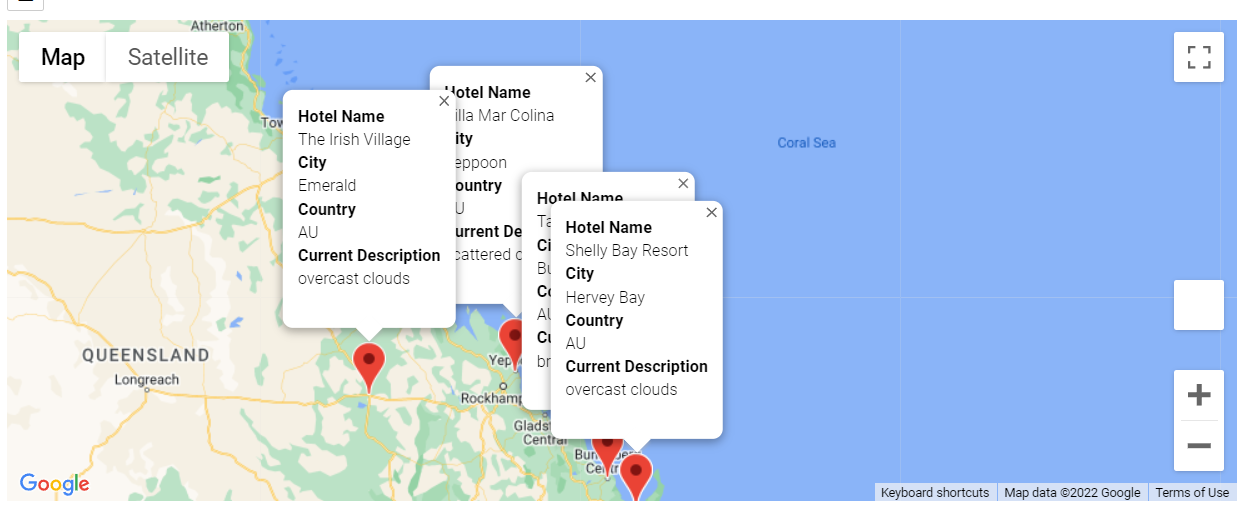 Atherton
Map
Satellite
Hotel Name
The Irish Village
City
Emerald
Country
AU
Current Description
overcast clouds
Hotel Name
illa Mar Colina
ity
eppoon
ountry
U
urrent De
cattered c
Hotel Name
Ta
Ci
Bu
Co
AU
Cu
br
Hotel Name
Shelly Bay Resort
City
Hervey Bay
Country
AU
Current Description
overcast clouds
Coral Sea
Tow
QUEENSLAND
Longreach
Yep
Rockhamp
Gladst
Central
Google
Keyboard shortcuts
Map data ©2022 Google
Terms of Use